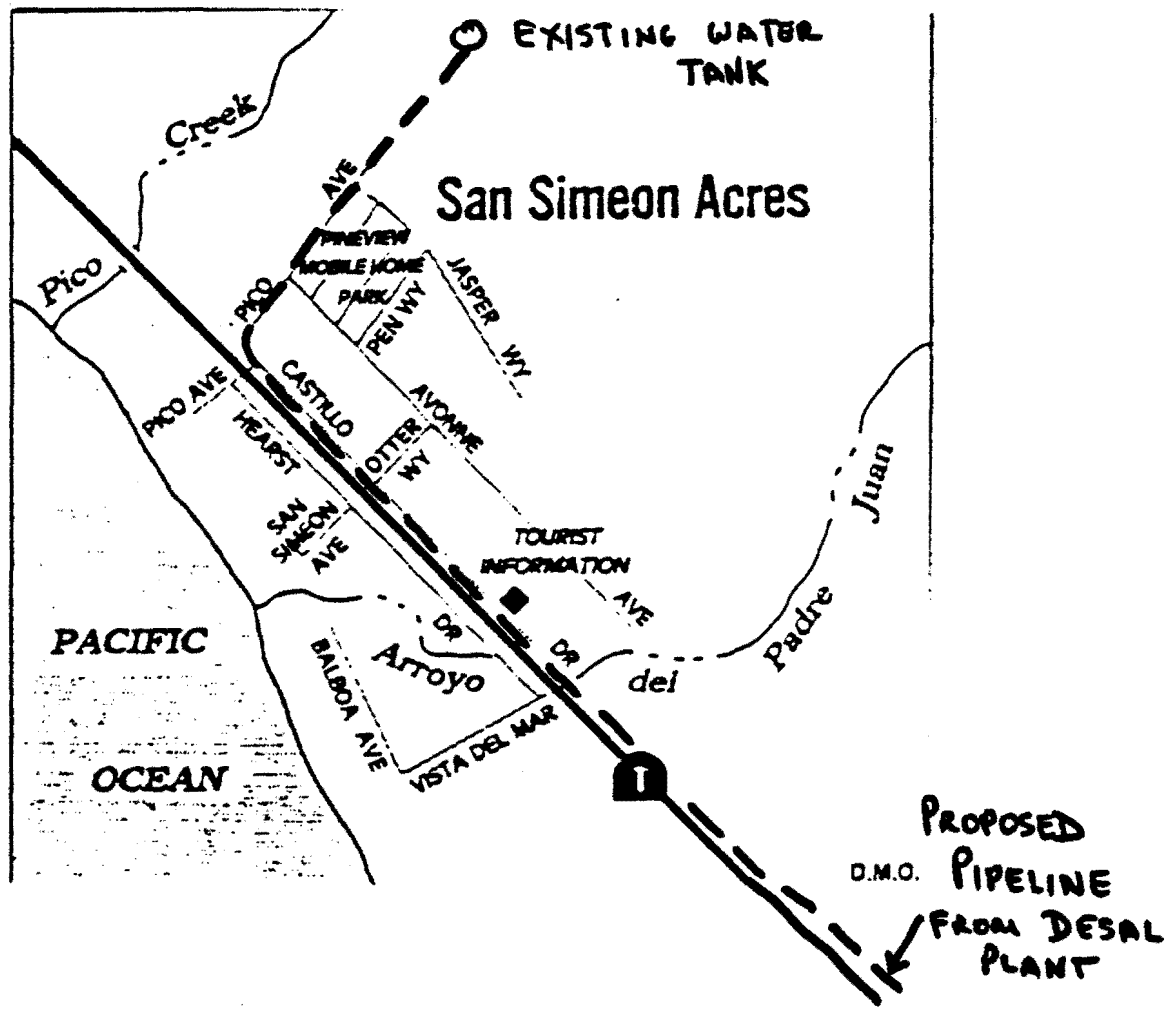 EXISTING WATER
TANK
Creek
AVE
San Simeon Acres
PINEVIEW
MOBILE HOME
PARK
JASPER
WY
PEN WY
Pico
PICO
CASTILLO
PICO AVE
HEARST
AVONNE
OTTER
WY
SAN
SIMEON
AVE
Juan
TOURIST
INFORMATION
AVE
DR
DR
Padre
PACIFIC
Arroyo
del
BALBOA AVE
VISTA DEL MAR
OCEAN
1
PROPOSED
D.M.G. PIPELINE
FROM DESAL
PLANT